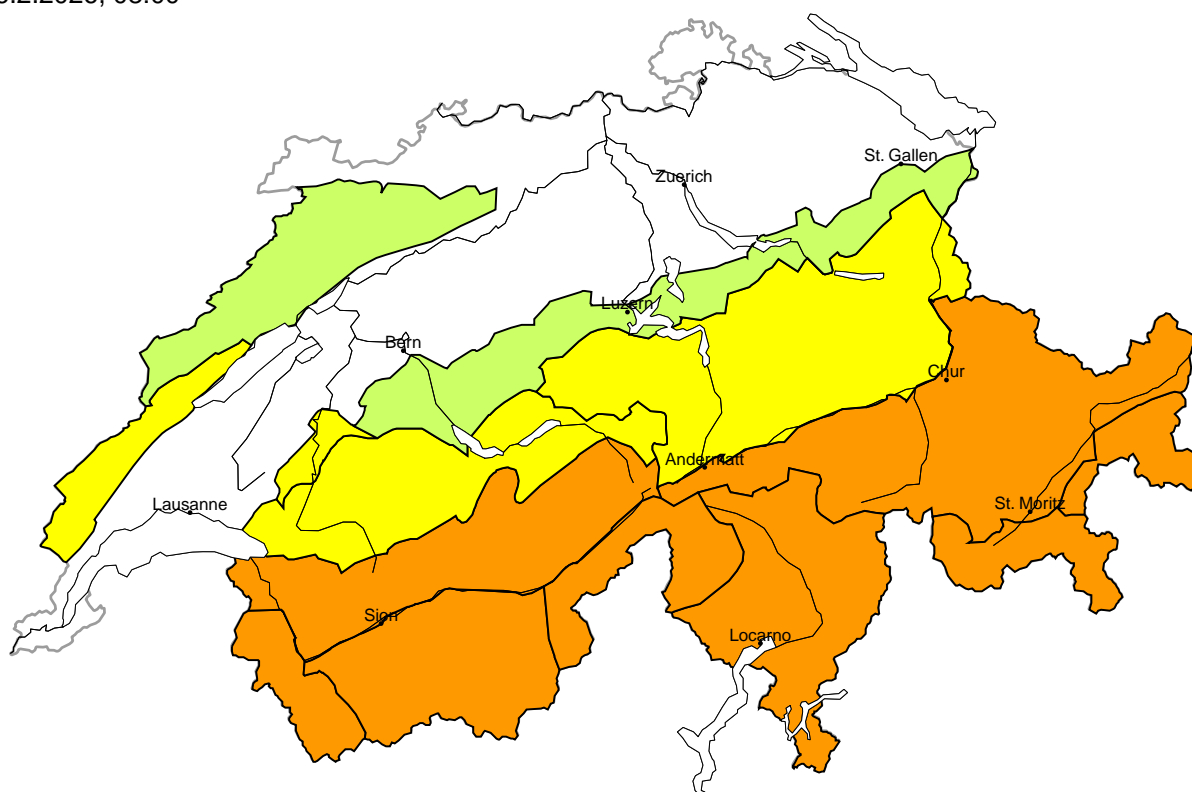 St. Gallen
Zuerich
Luzern
Bern
Chur
Andermatt
Lausanne
St. Moritz
Sion
Locarno